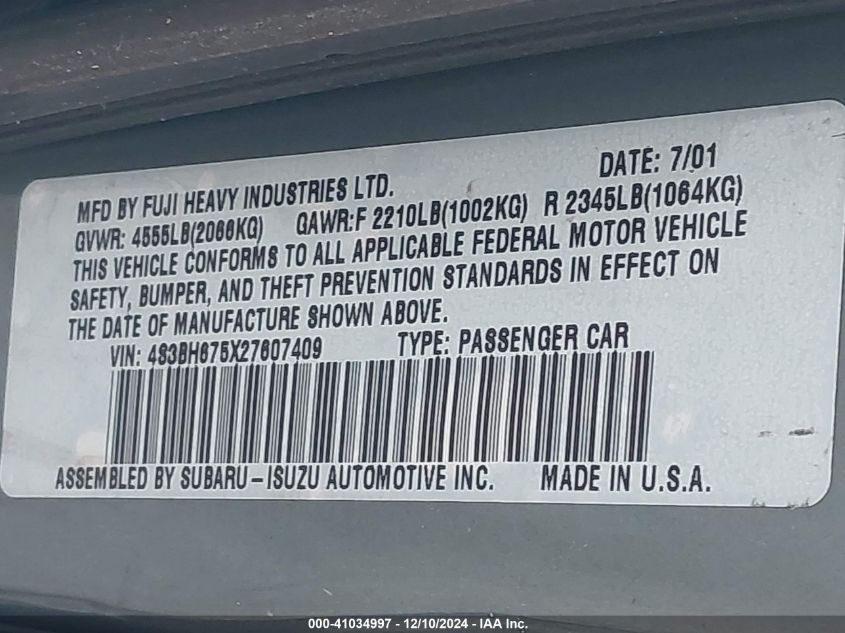 DATE: 7/01
MFD BY FUJI HEAVY INDUSTRIES LTD.
GVWR: 4555LB(2066KG) GAWR:F 2210LB(1002KG) R 2345LB(1064KG)
THIS VEHICLE CONFORMS TO ALL APPLICABLE FEDERAL MOTOR VEHICLE
SAFETY, BUMPER, AND THEFT PREVENTION STANDARDS IN EFFECT ON
THE DATE OF MANUFACTURE SHOWN ABOVE.
VIN: 4S3BH675X27607409 TYPE: PASSENGER CAR
ASSEMBLED BY SUBARU-ISUZU AUTOMOTIVE INC. MADE IN U.S.A.
000-41034997 - 12/10/2024 - IAA Inc.